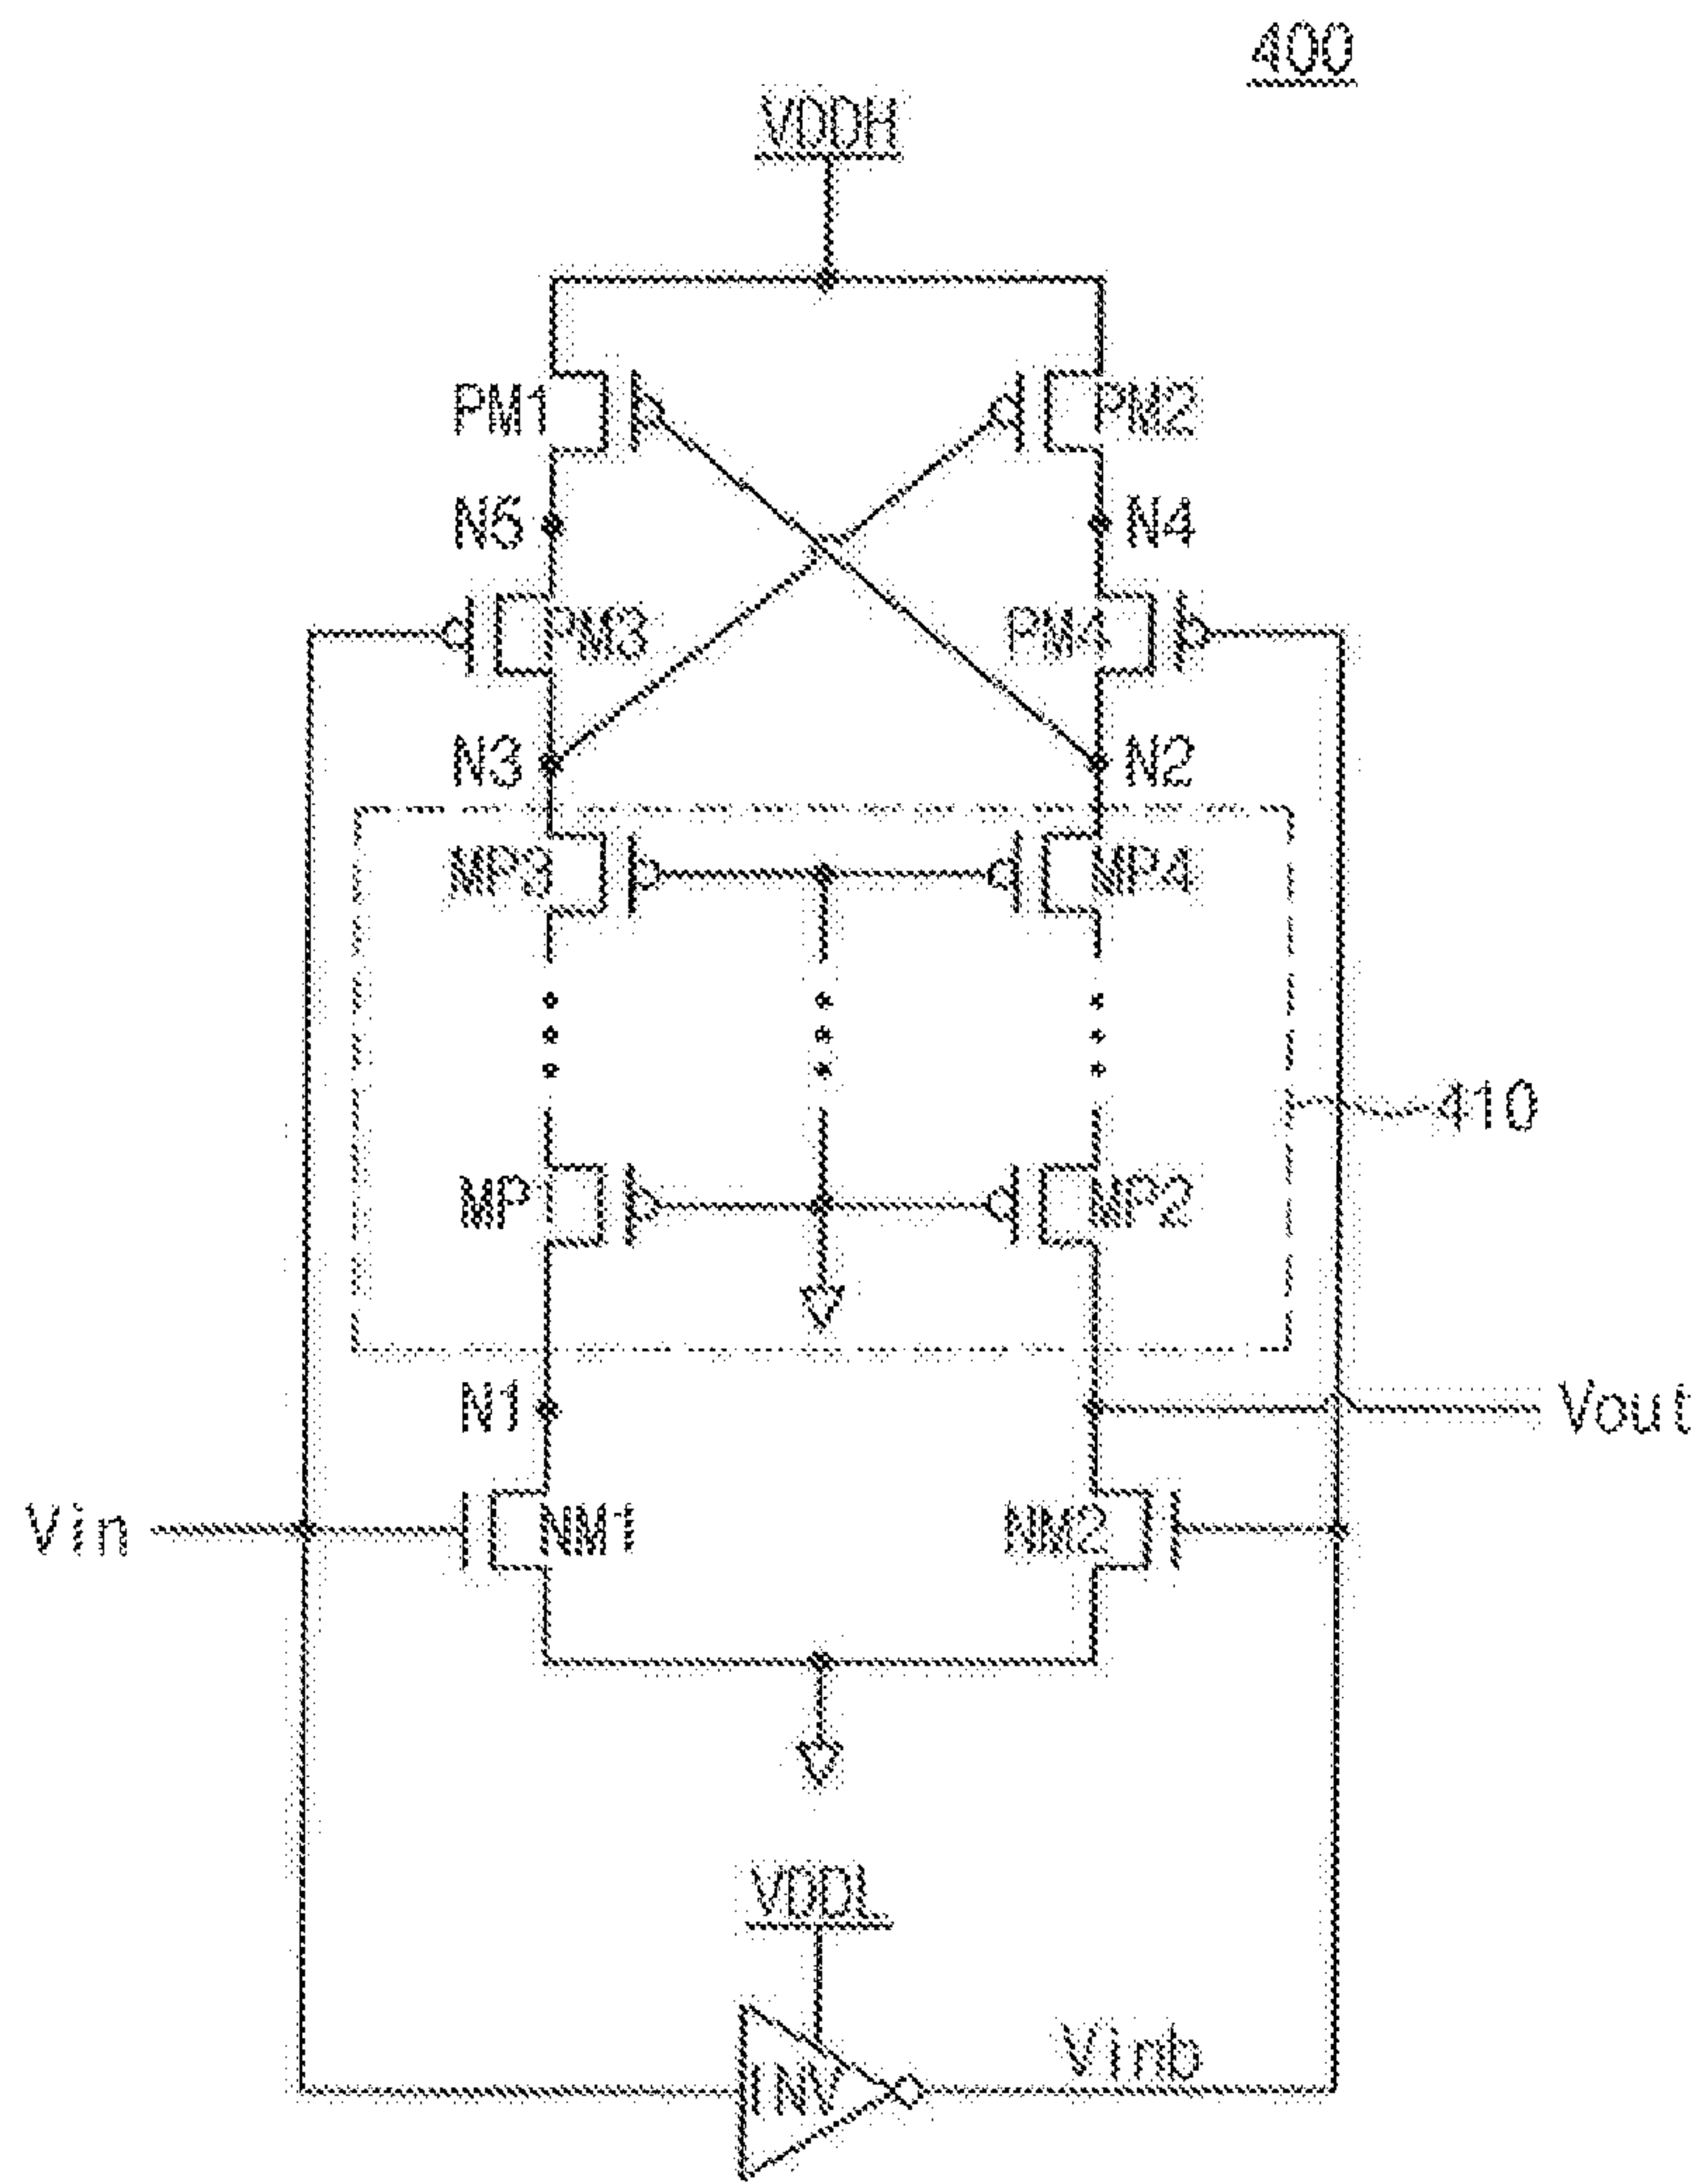 400
VDDH
PM1 PM2
N5 N4
PM3 PM4
N3 N2
MP3 MP4
410
MP1 MP2
N1
Vout
Vin NM1 NM2
VDDL
INV
Vinb